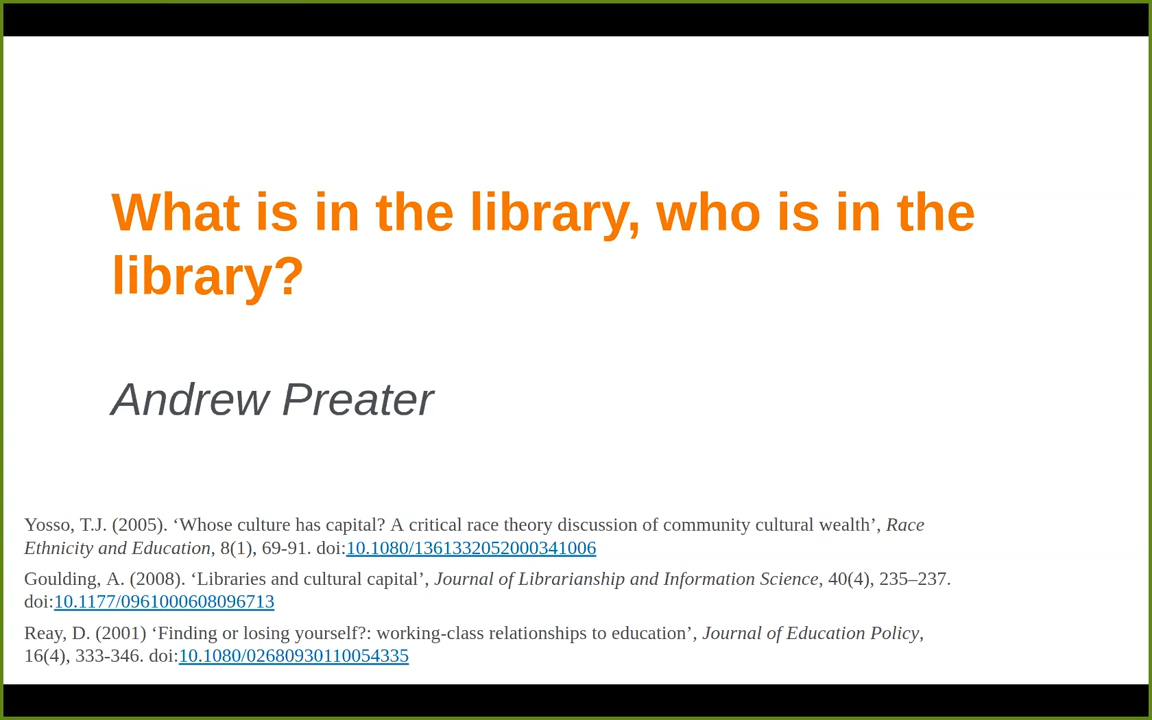 What is in the library, who is in the
library?
Andrew Preater
Yosso, T.J. (2005). ‘Whose culture has capital? A critical race theory discussion of community cultural wealth’, Race
Ethnicity and Education, 8(1), 69-91. doi:10.1080/1361332052000341006
Goulding, A. (2008). ‘Libraries and cultural capital’, Journal of Librarianship and Information Science, 40(4), 235–237.
doi:10.1177/0961000608096713
Reay, D. (2001) ‘Finding or losing yourself?: working-class relationships to education’, Journal of Education Policy,
16(4), 333-346. doi:10.1080/02680930110054335